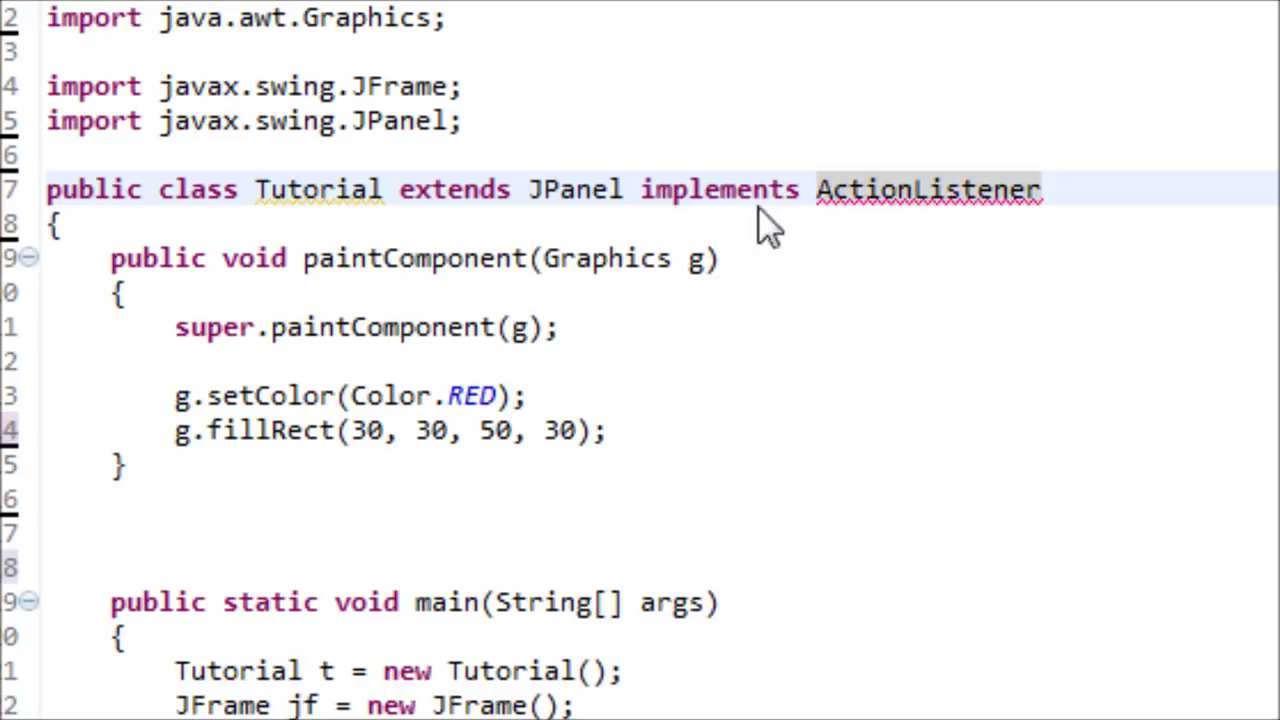 2 import java.awt.Graphics;
3
4 import javax.swing.JFrame;
5 import javax.swing.JPanel;
6
7 public class Tutorial extends JPanel implements ActionListener
8 {
9 public void paintComponent(Graphics g)
0 {
1 super.paintComponent(g);
2
3 g.setColor(Color.RED);
4 g.fillRect(30, 30, 50, 30);
5 }
6
7
8
9 public static void main(String[] args)
0 {
1 Tutorial t = new Tutorial();
2 JFrame jf = new JFrame();